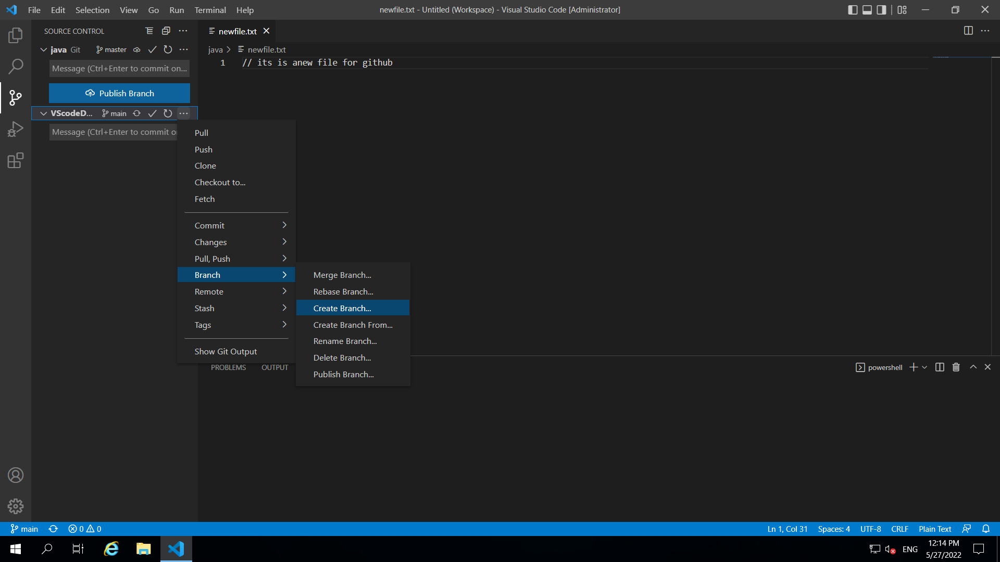 File Edit Selection View Go Run Terminal Help
newfile.txt - Untitled (Workspace) - Visual Studio Code [Administrator]
SOURCE CONTROL
newfile.txt
java Git master
java > newfile.txt
Message (Ctrl+Enter to commit on...
1 // its is anew file for github
Publish Branch
VScodeD... main
Message (Ctrl+Enter to commit
Pull
Push
Clone
Checkout to...
Fetch
Commit
Changes
Pull, Push
Branch
Remote
Stash
Tags
Show Git Output
Merge Branch...
Rebase Branch...
Create Branch...
Create Branch From...
Rename Branch...
Delete Branch...
Publish Branch...
PROBLEMS OUTPUT
powershell
main 0 0
Ln 1, Col 31 Spaces: 4 UTF-8 CRLF Plain Text
ENG
12:14 PM
5/27/2022